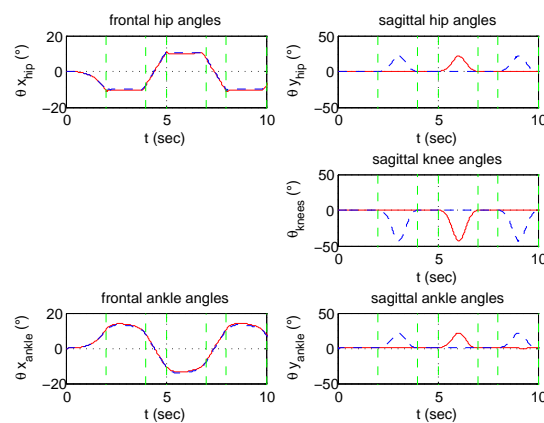 frontal hip angles
20
0
−20
θ x_hip (°)
0
5
10
t (sec)
sagittal hip angles
50
0
−50
θ y_hip (°)
0
5
10
t (sec)
sagittal knee angles
50
0
−50
θ_knees (°)
0
5
10
t (sec)
frontal ankle angles
20
0
−20
θ x_ankle (°)
0
5
10
t (sec)
sagittal ankle angles
50
0
50
θ y_ankle (°)
0
5
10
t (sec)